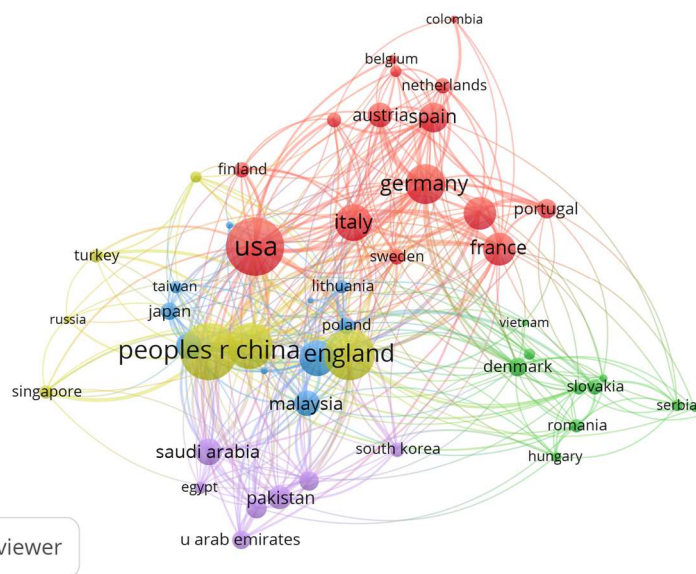 colombia
belgium
netherlands
austria
spain
finland
germany
italy
portugal
usa
france
turkey
sweden
taiwan
lithuania
japan
russia
poland
vietnam
peoples r china
england
denmark
singapore
slovakia
malaysia
serbia
romania
saudi arabia
south korea
hungary
egypt
pakistan
u arab emirates
viewer